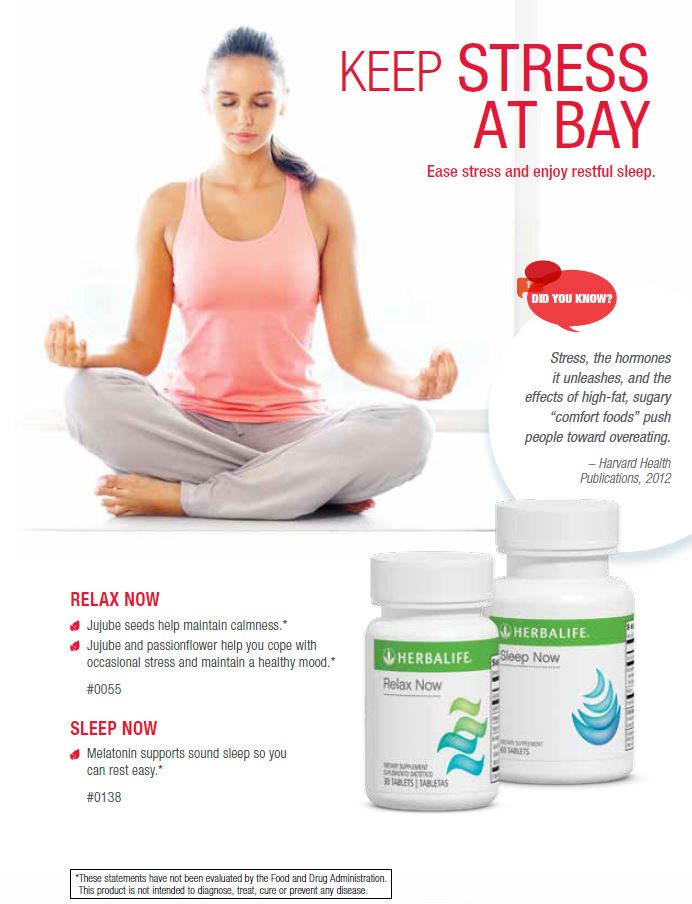 KEEP STRESS
AT BAY
Ease stress and enjoy restful sleep.
?
DID YOU KNOW?
Stress, the hormones
it unleashes, and the
effects of high-fat, sugary
“comfort foods” push
people toward overeating.
– Harvard Health
Publications, 2012
RELAX NOW
Jujube seeds help maintain calmness.*
Jujube and passionflower help you cope with
occasional stress and maintain a healthy mood.*
#0055
SLEEP NOW
Melatonin supports sound sleep so you
can rest easy.*
#0138
HERBALIFE.
Relax Now
DIETARY SUPPLEMENT
SUPLEMENTO DIETÉTICO
30 TABLETS | TABLETAS
HERBALIFE.
Sleep Now
DIETARY SUPPLEMENT
60 TABLETS
*These statements have not been evaluated by the Food and Drug Administration.
This product is not intended to diagnose, treat, cure or prevent any disease.